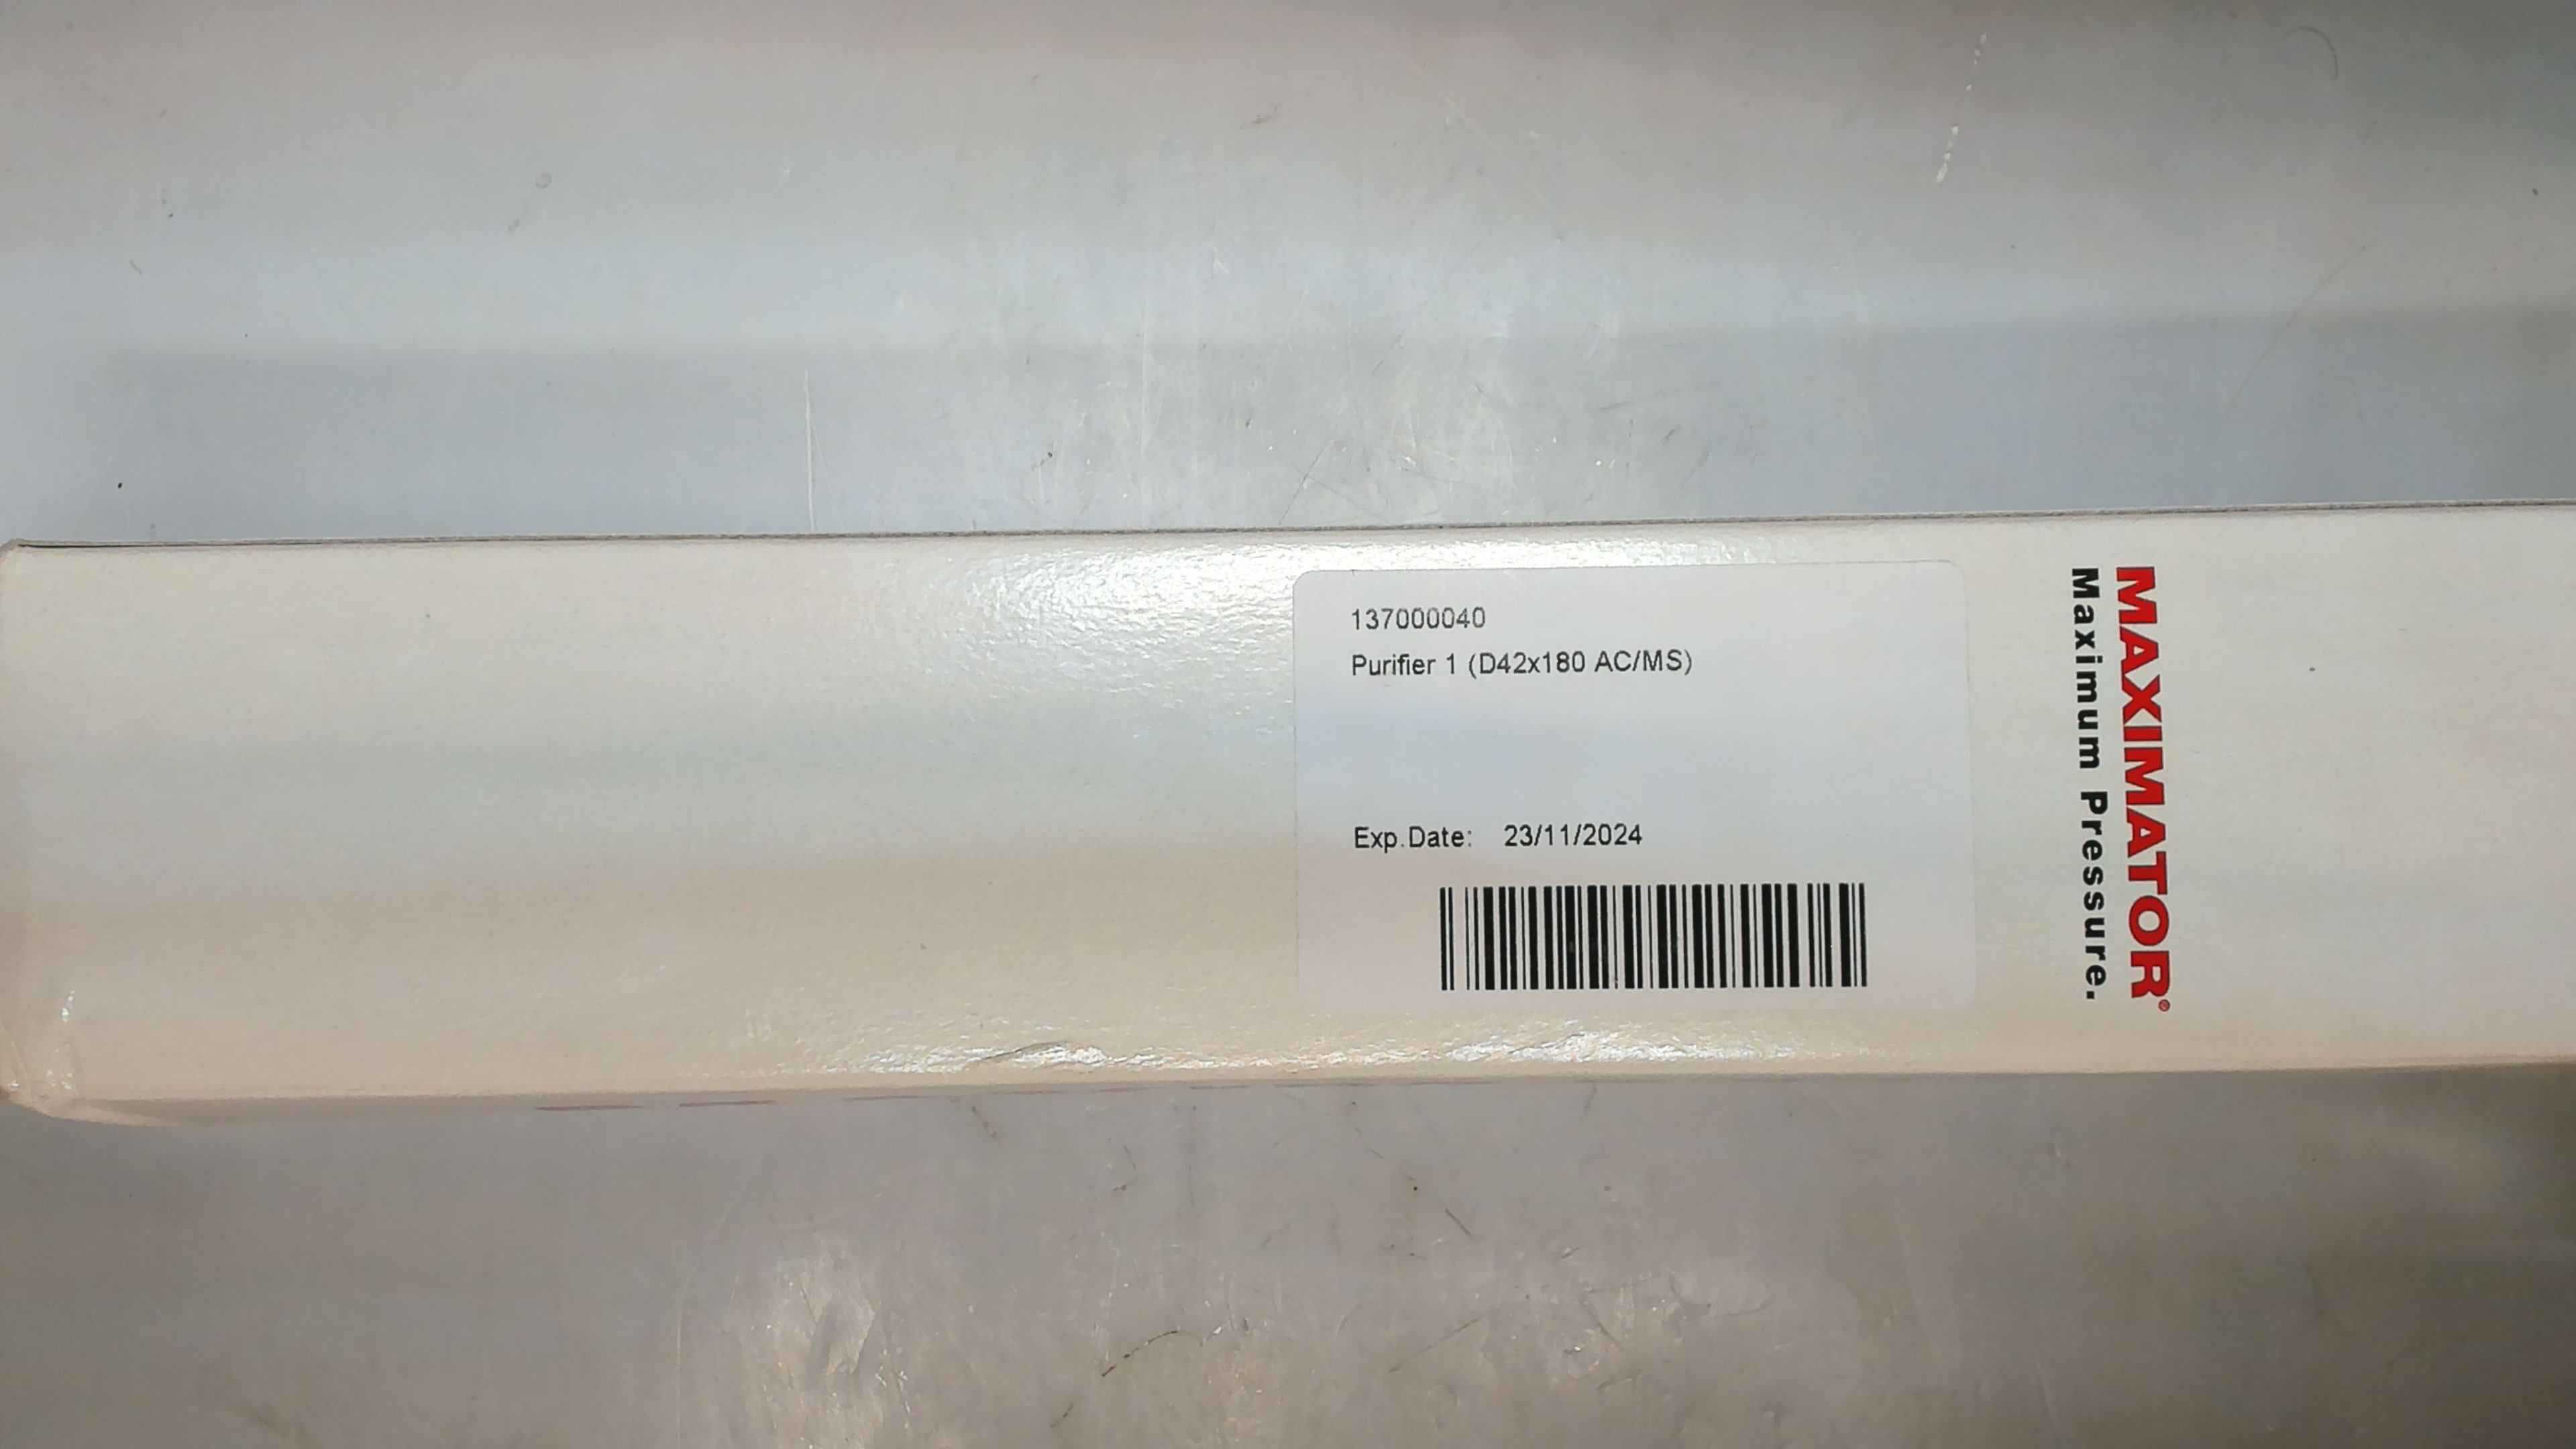 137000040
Purifier 1 (D42x180 AC/MS)
Exp.Date: 23/11/2024
MAXIMATOR®
Maximum Pressure.